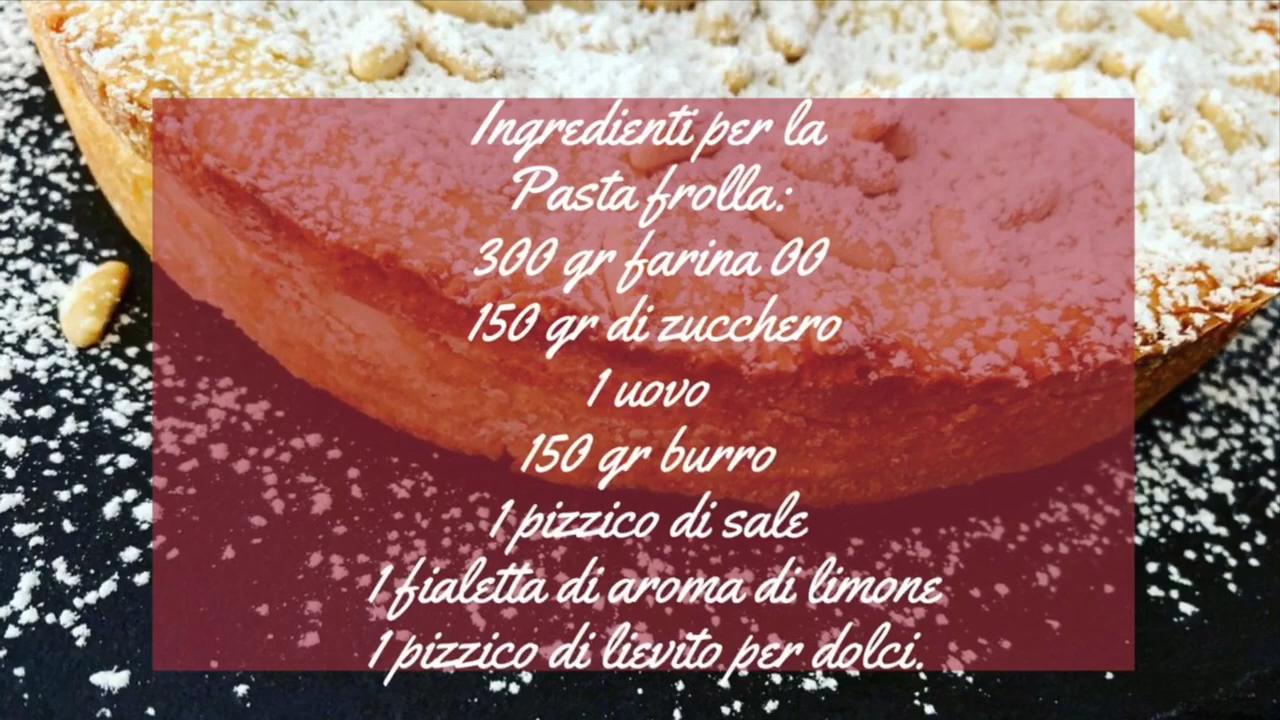 Ingredienti per la
Pasta frolla:
300 gr farina 00
150 gr di zucchero
1 uovo
150 gr burro
1 pizzico di sale
1 fialetta di aroma di limone
1 pizzico di lievito per dolci.